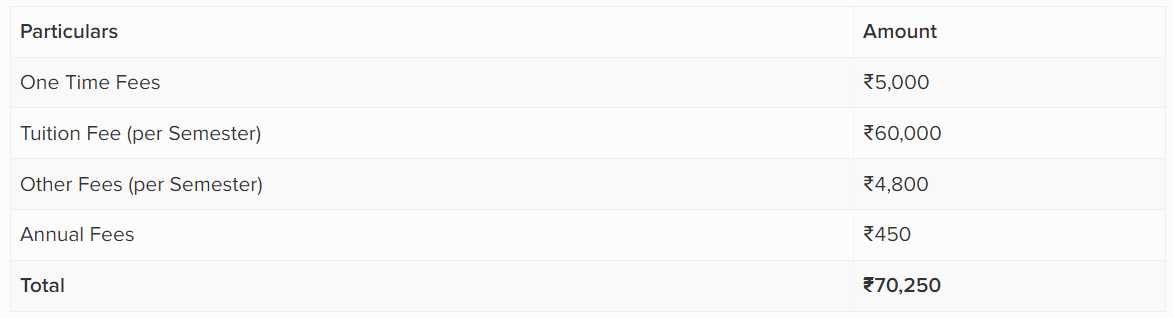 Particulars Amount
One Time Fees ₹5,000
Tuition Fee (per Semester) ₹60,000
Other Fees (per Semester) ₹4,800
Annual Fees ₹450
Total ₹70,250